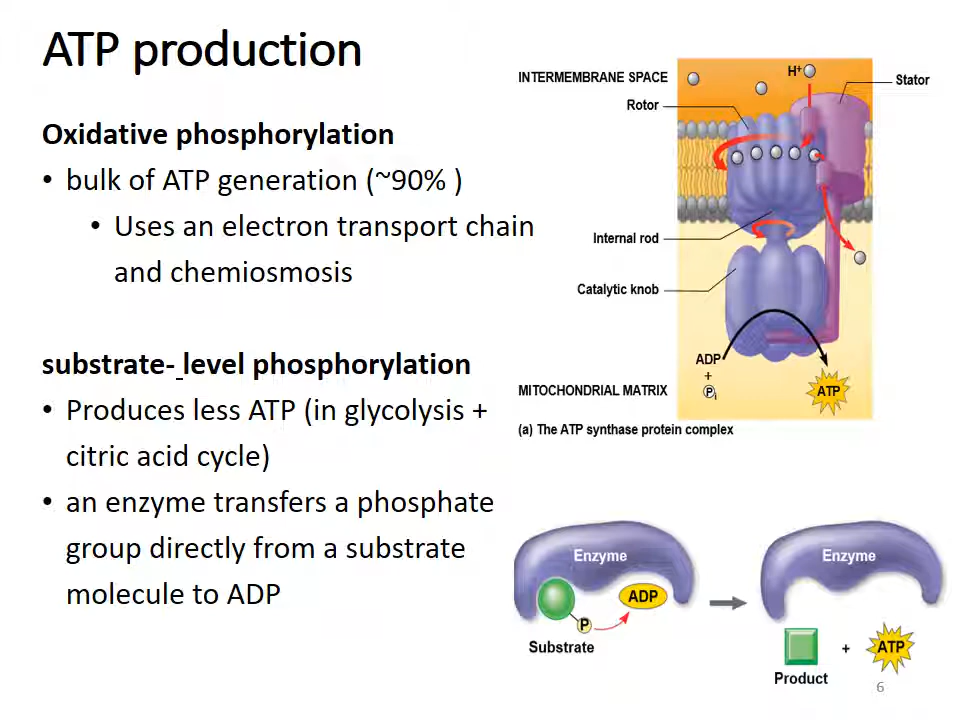 ATP production
Oxidative phosphorylation
• bulk of ATP generation (~90% )
• Uses an electron transport chain
and chemiosmosis
substrate- level phosphorylation
• Produces less ATP (in glycolysis +
citric acid cycle)
• an enzyme transfers a phosphate
group directly from a substrate
molecule to ADP
INTERMEMBRANE SPACE
H⁺
Stator
Rotor
Internal rod
Catalytic knob
ADP
+
Pᵢ
MITOCHONDRIAL MATRIX
ATP
(a) The ATP synthase protein complex
Enzyme
ADP
P
Substrate
Enzyme
+
ATP
Product
6